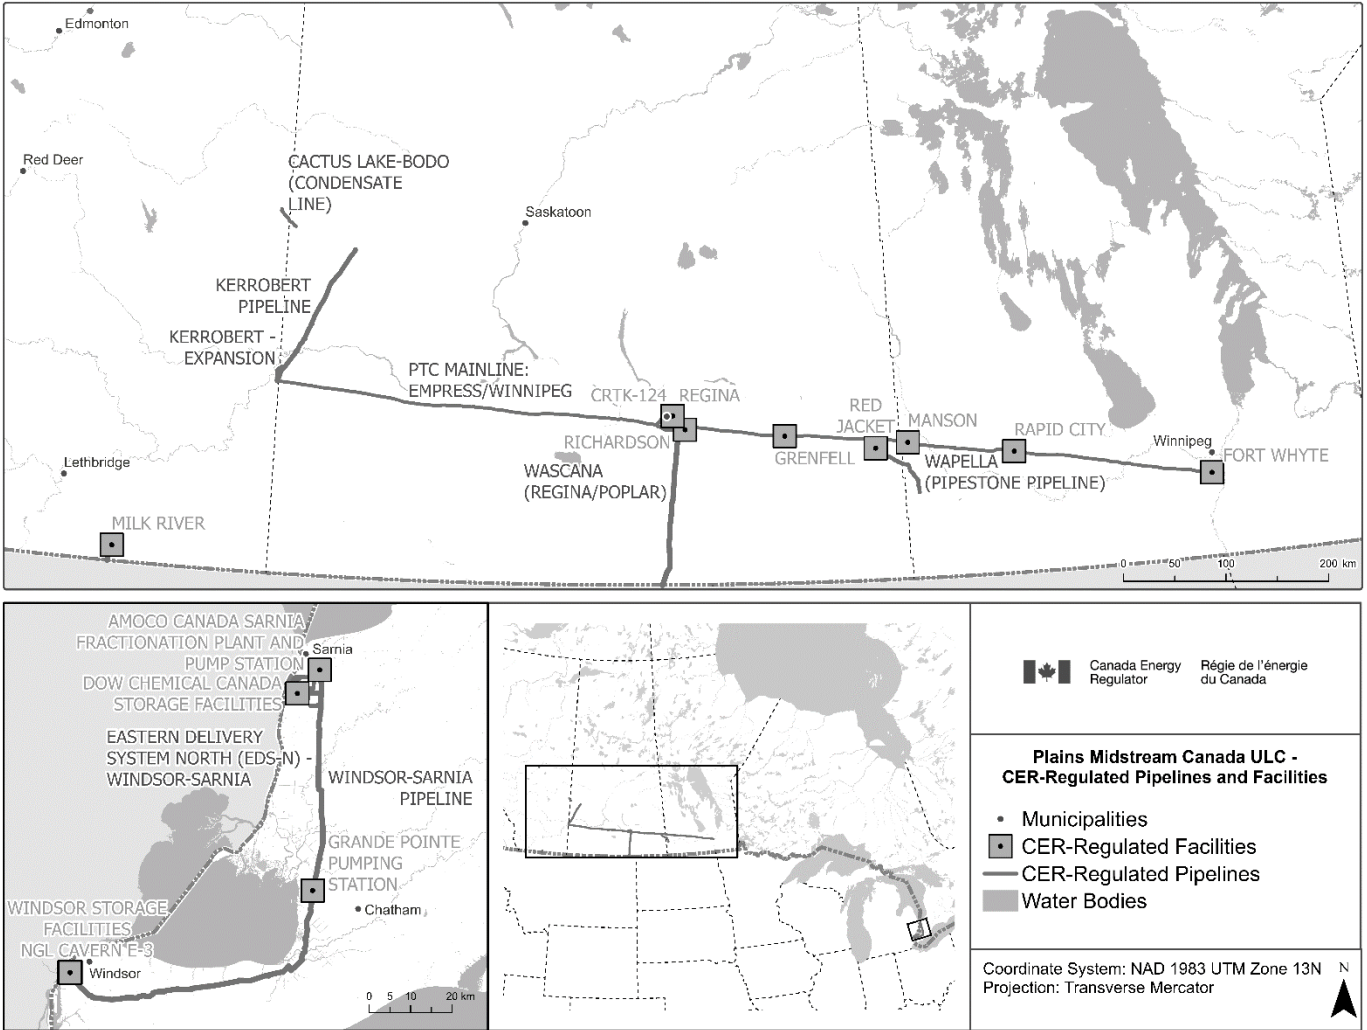 Edmonton
Red Deer
CACTUS LAKE-BODO
(CONDENSATE
LINE)
Saskatoon
KERROBERT
PIPELINE
KERROBERT -
EXPANSION
PTC MAINLINE:
EMPRESS/WINNIPEG
CRTK-124
REGINA
RICHARDSON
WASCANA
(REGINA/POPLAR)
GRENFELL
RED
JACKET
MANSON
WAPELLA
(PIPESTONE PIPELINE)
RAPID CITY
Winnipeg
FORT WHYTE
Lethbridge
MILK RIVER
0 50 100 200 km
AMOCO CANADA SARNIA
FRACTIONATION PLANT AND
PUMP STATION
Sarnia
DOW CHEMICAL CANADA
STORAGE FACILITIES
EASTERN DELIVERY
SYSTEM NORTH (EDS-N) -
WINDSOR-SARNIA
WINDSOR-SARNIA
PIPELINE
GRANDE POINTE
PUMPING
STATION
Chatham
WINDSOR STORAGE
FACILITIES
NGL CAVERN E-3
Windsor
0 5 10 20 km
Canada Energy
Regulator
Régie de l'énergie
du Canada
Plains Midstream Canada ULC -
CER-Regulated Pipelines and Facilities
Municipalities
CER-Regulated Facilities
CER-Regulated Pipelines
Water Bodies
Coordinate System: NAD 1983 UTM Zone 13N
Projection: Transverse Mercator
N